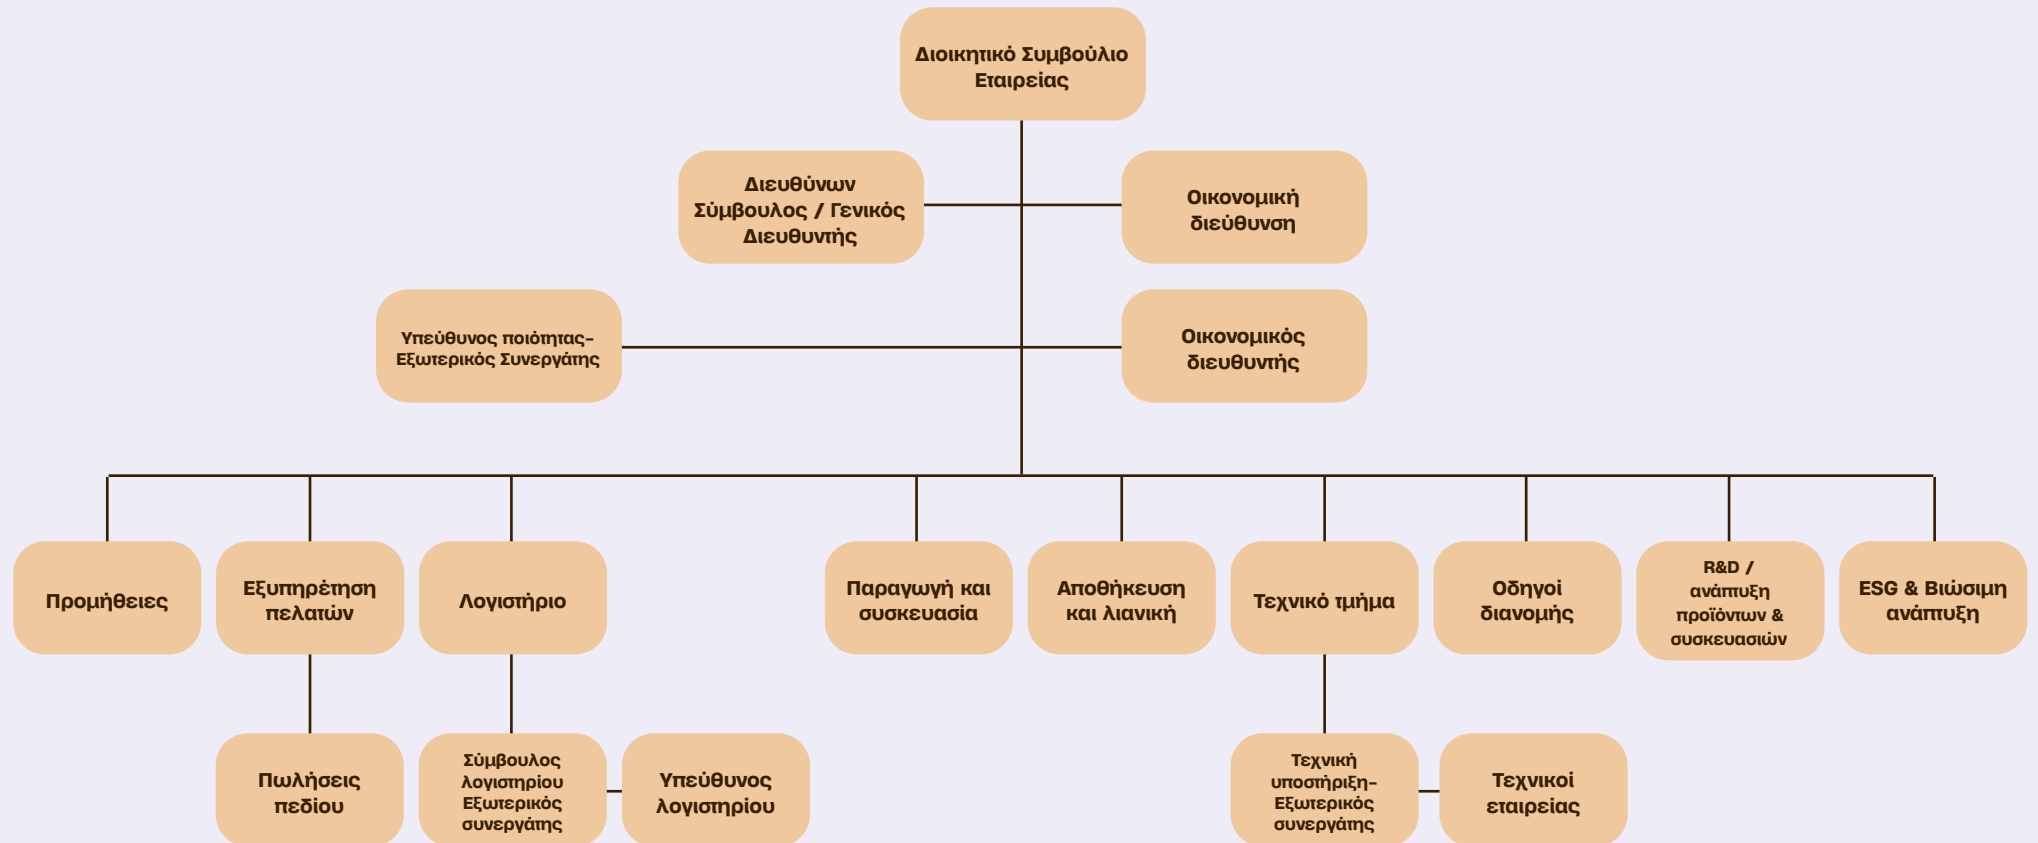 Διοικητικό Συμβούλιο
Εταιρείας
Διευθύνων
Σύμβουλος / Γενικός
Διευθυντής
Οικονομική
διεύθυνση
Υπεύθυνος ποιότητας-
Εξωτερικός Συνεργάτης
Οικονομικός
διευθυντής
Προμήθειες
Εξυπηρέτηση
πελατών
Λογιστήριο
Παραγωγή και
συσκευασία
Αποθήκευση
και λιανική
Τεχνικό τμήμα
Οδηγοί
διανομής
R&D /
ανάπτυξη
προϊόντων &
συσκευασιών
ESG & Βιώσιμη
ανάπτυξη
Πωλήσεις
πεδίου
Σύμβουλος
λογιστηρίου
Εξωτερικός
συνεργάτης
Υπεύθυνος
λογιστηρίου
Τεχνική
υποστήριξη-
Εξωτερικός
συνεργάτης
Τεχνικοί
εταιρείας